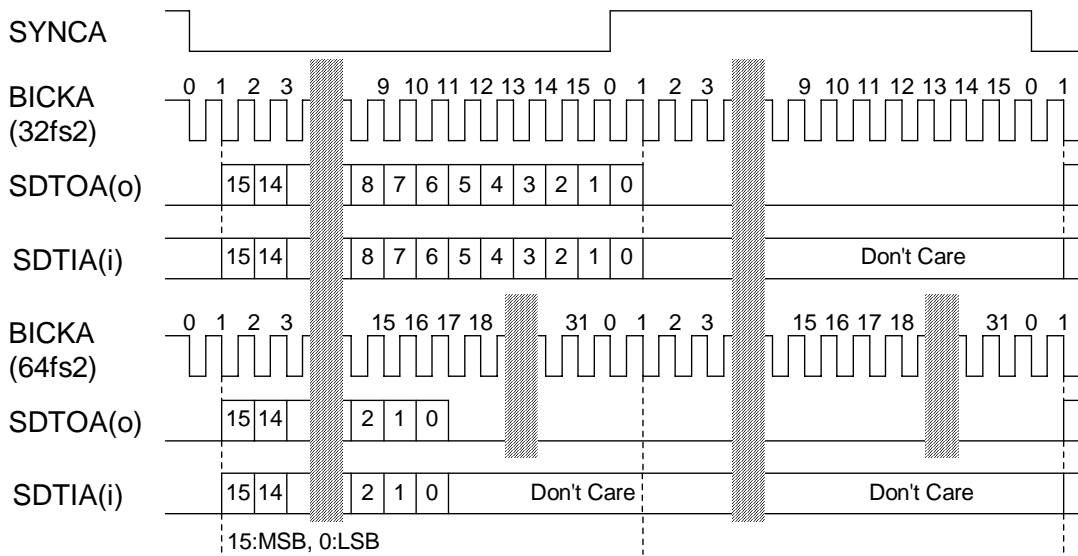 SYNCA
0 1 2 3 9 10 11 12 13 14 15 0 1 2 3 9 10 11 12 13 14 15 0 1
BICKA
(32fs2)
SDTOA(o) 15 14 8 7 6 5 4 3 2 1 0
SDTIA(i) 15 14 8 7 6 5 4 3 2 1 0 Don't Care
0 1 2 3 15 16 17 18 31 0 1 2 3 15 16 17 18 31 0 1
BICKA
(64fs2)
SDTOA(o) 15 14 2 1 0
SDTIA(i) 15 14 2 1 0 Don't Care Don't Care
15:MSB, 0:LSB